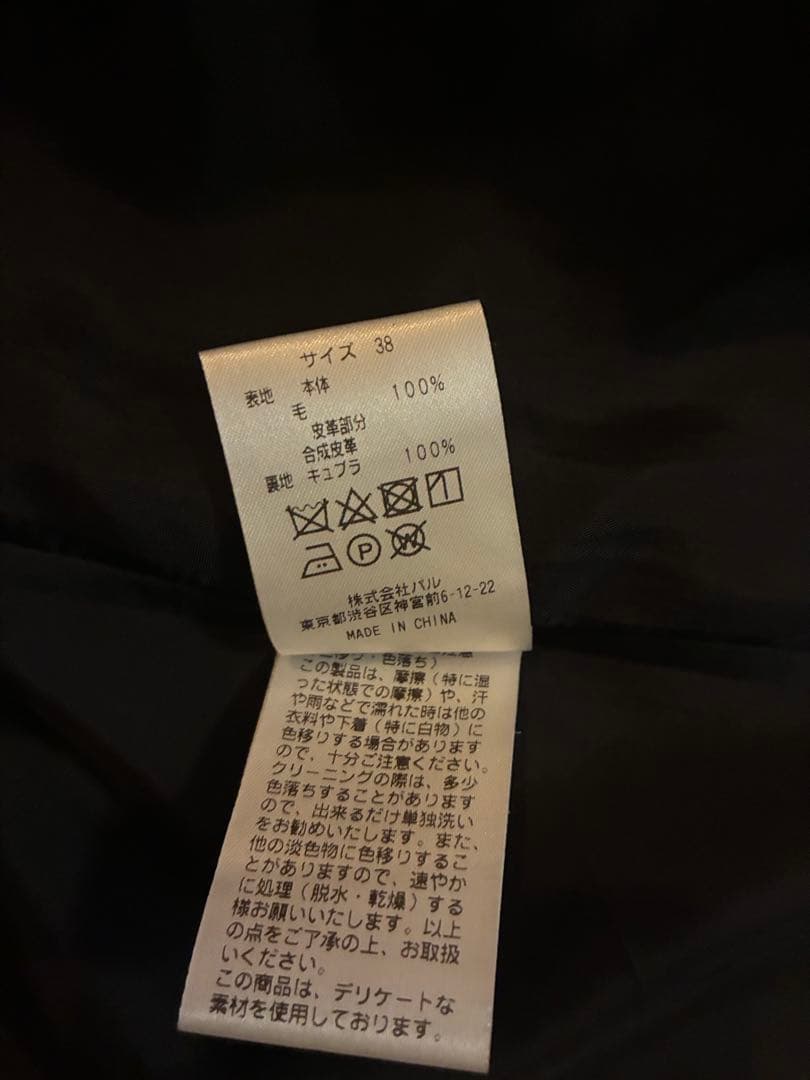 サイズ 38
表地 本体
毛 100%
皮革部分
合成皮革
裏地 キュプラ 100%
P
W
株式会社パル
東京都渋谷区神宮前6-12-22
MADE IN CHINA
色落ち)
この製品は、摩擦(特に湿
った状態での摩擦)や、汗
や雨などで濡れた時は他の
衣料や下着(特に白物)に
色移りする場合があります
ので、十分ご注意ください。
クリーニングの際は、多少
色落ちすることがあります
ので、出来るだけ単独洗い
をお勧めいたします。また、
他の淡色物に色移りするこ
とがありますので、速やか
に処理(脱水・乾燥)する
様お願いいたします。以上
の点をご了承の上、お取扱
いください。
この商品は、デリケートな
素材を使用しております。